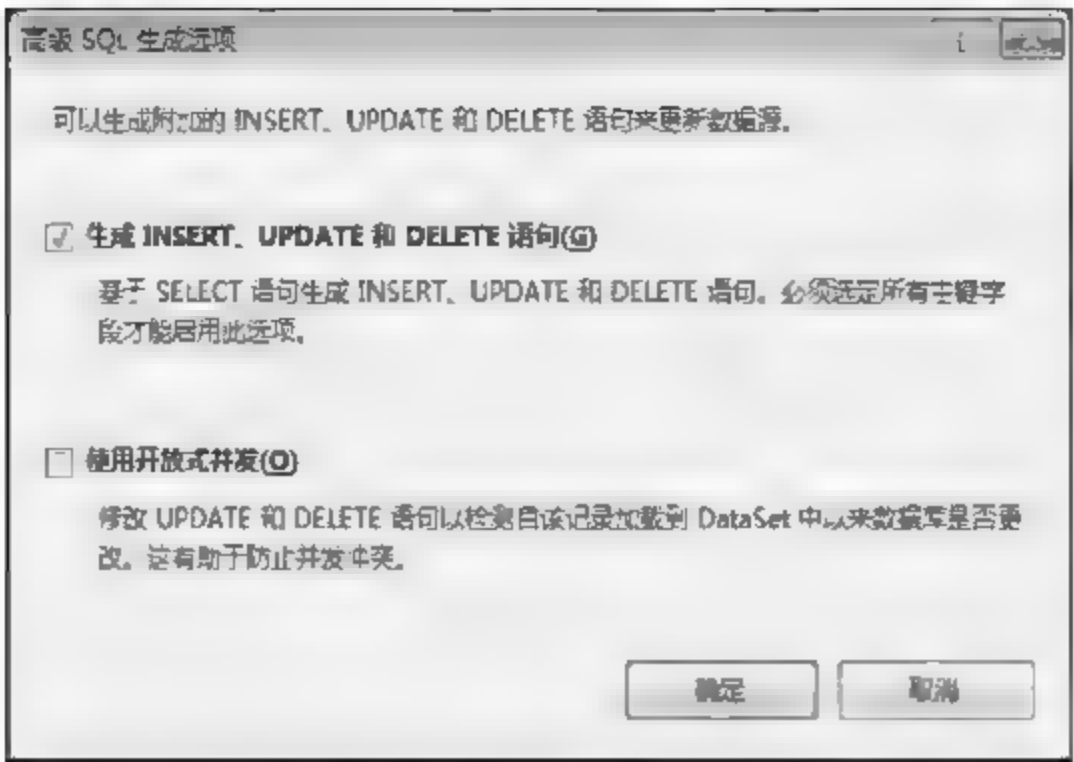 高级 SQL 生成选项
可以生成附加的 INSERT、UPDATE 和 DELETE 语句来更新数据源。
生成 INSERT、UPDATE 和 DELETE 语句(G)
基于 SELECT 语句生成 INSERT、UPDATE 和 DELETE 语句。必须选定所有主键字
段才能启用此选项。
使用开放式并发(O)
修改 UPDATE 和 DELETE 语句以检测自该记录加载到 DataSet 中以来数据库是否更
改。这有助于防止并发冲突。
确定
取消